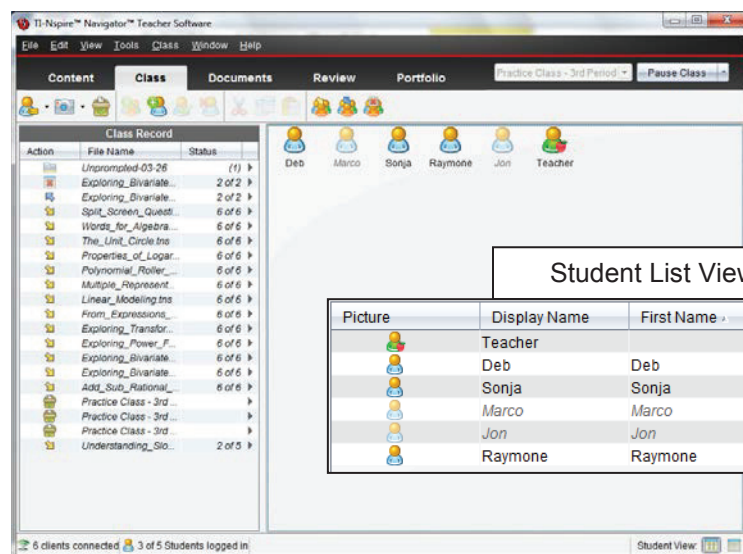 TI-Nspire™ Navigator™ Teacher Software
File Edit View Tools Class Window Help
Content Class Documents Review Portfolio Practice Class - 3rd Period Pause Class
Class Record
Action File Name Status
Unprompted-03-26 (1)
Exploring_Bivariate... 2 of 2
Exploring_Bivariate... 2 of 2
Split_Screen_Questi... 6 of 6
Words_for_Algebra... 6 of 6
The_Unit_Circle.tns 6 of 6
Properties_of_Logar... 6 of 6
Polynomial_Roller_... 6 of 6
Multiple_Represent... 6 of 6
Linear_Modeling.tns 6 of 6
From_Expressions_... 6 of 6
Exploring_Transfor... 6 of 6
Exploring_Power_F... 6 of 6
Exploring_Bivariate... 6 of 6
Exploring_Bivariate... 6 of 6
Add_Sub_Rational_... 6 of 6
Practice Class - 3rd ...
Practice Class - 3rd ...
Practice Class - 3rd ...
Understanding_Slo... 2 of 5
Deb Marco Sonja Raymone Jon Teacher
Student List View
Picture Display Name First Name
Teacher
Deb Deb
Sonja Sonja
Marco Marco
Jon Jon
Raymone Raymone
6 clients connected 3 of 5 Students logged in Student View: